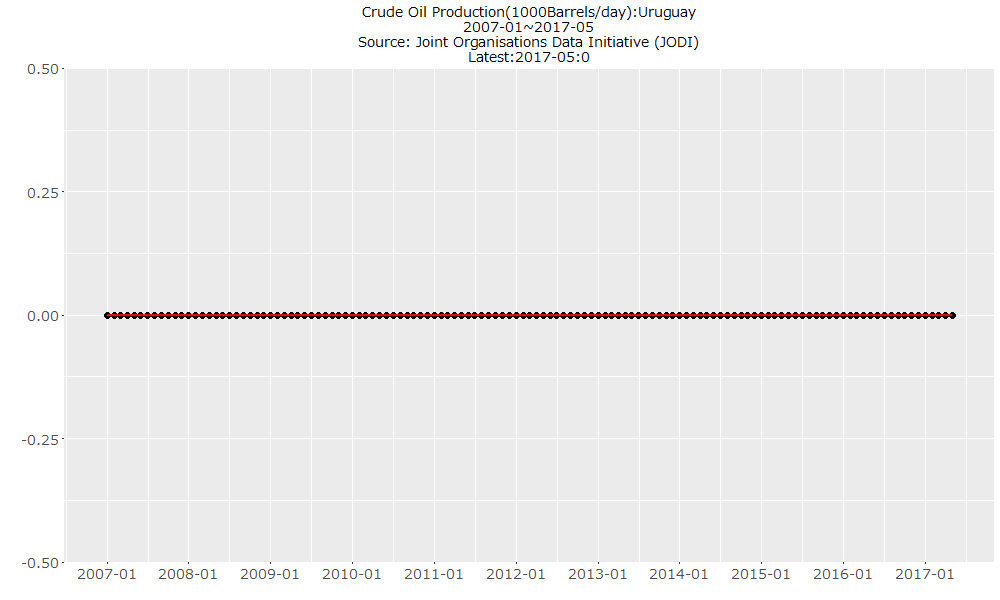 Crude Oil Production(1000Barrels/day):Uruguay
2007-01~2017-05
Source: Joint Organisations Data Initiative (JODI)
Latest:2017-05:0
0.50
0.25
0.00
-0.25
-0.50
2007-01 2008-01 2009-01 2010-01 2011-01 2012-01 2013-01 2014-01 2015-01 2016-01 2017-01